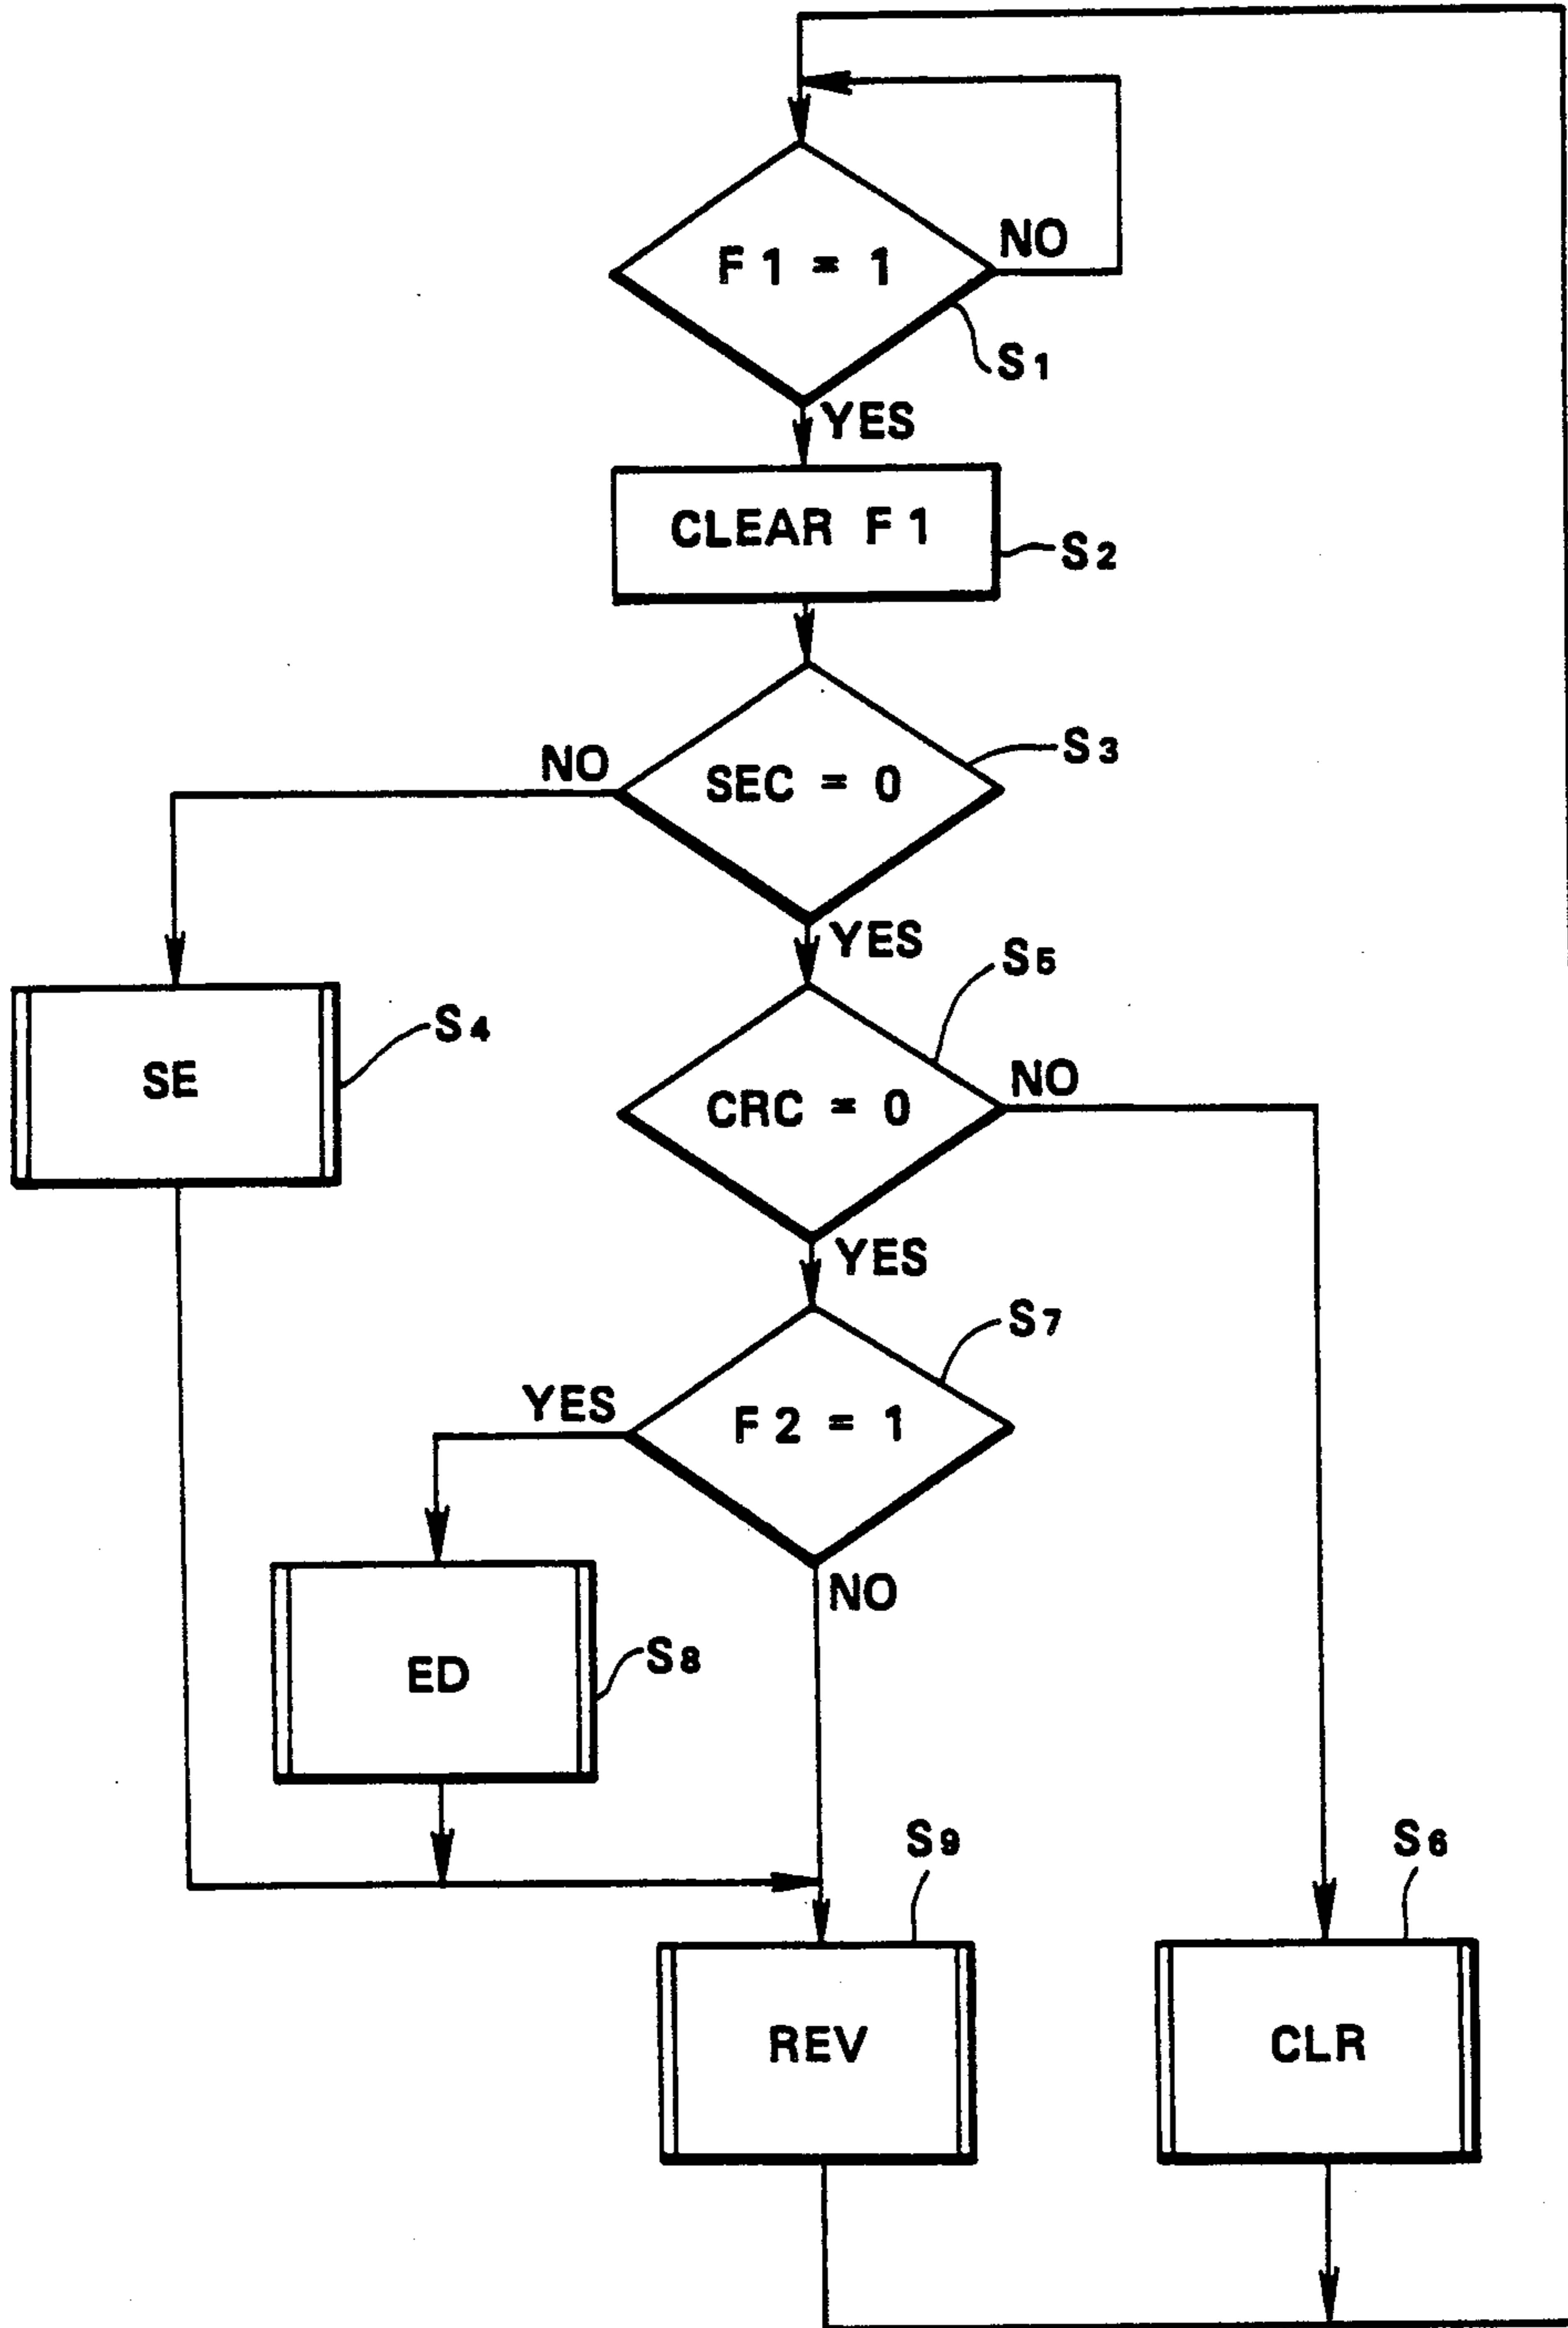 F1 = 1
NO
S1
YES
CLEAR F1
S2
SEC = 0
NO
S3
YES
S5
SE
S4
CRC = 0
NO
YES
S7
YES
F2 = 1
NO
ED
S8
S9
S6
REV
CLR